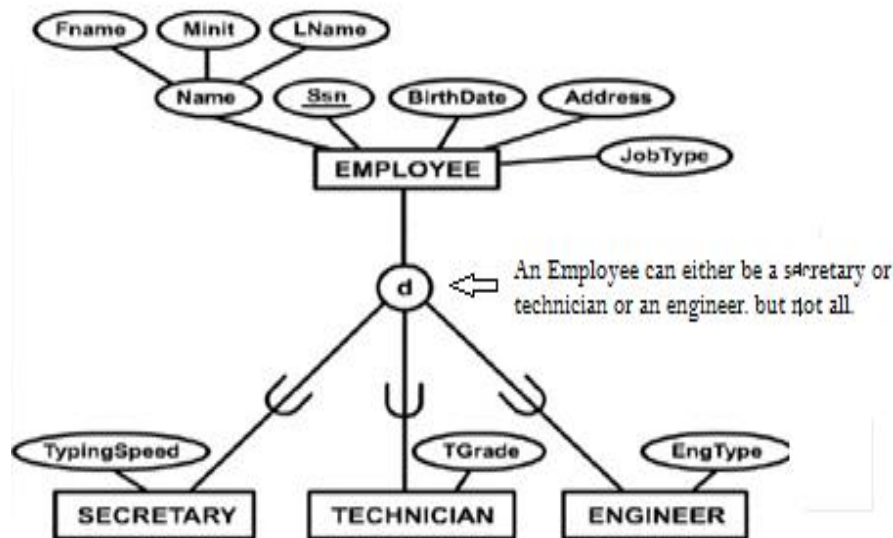 Fname Minit LName
Name Ssn BirthDate Address
JobType
EMPLOYEE
d
An Employee can either be a secretary or
technician or an engineer. but not all.
TypingSpeed TGrade EngType
SECRETARY TECHNICIAN ENGINEER